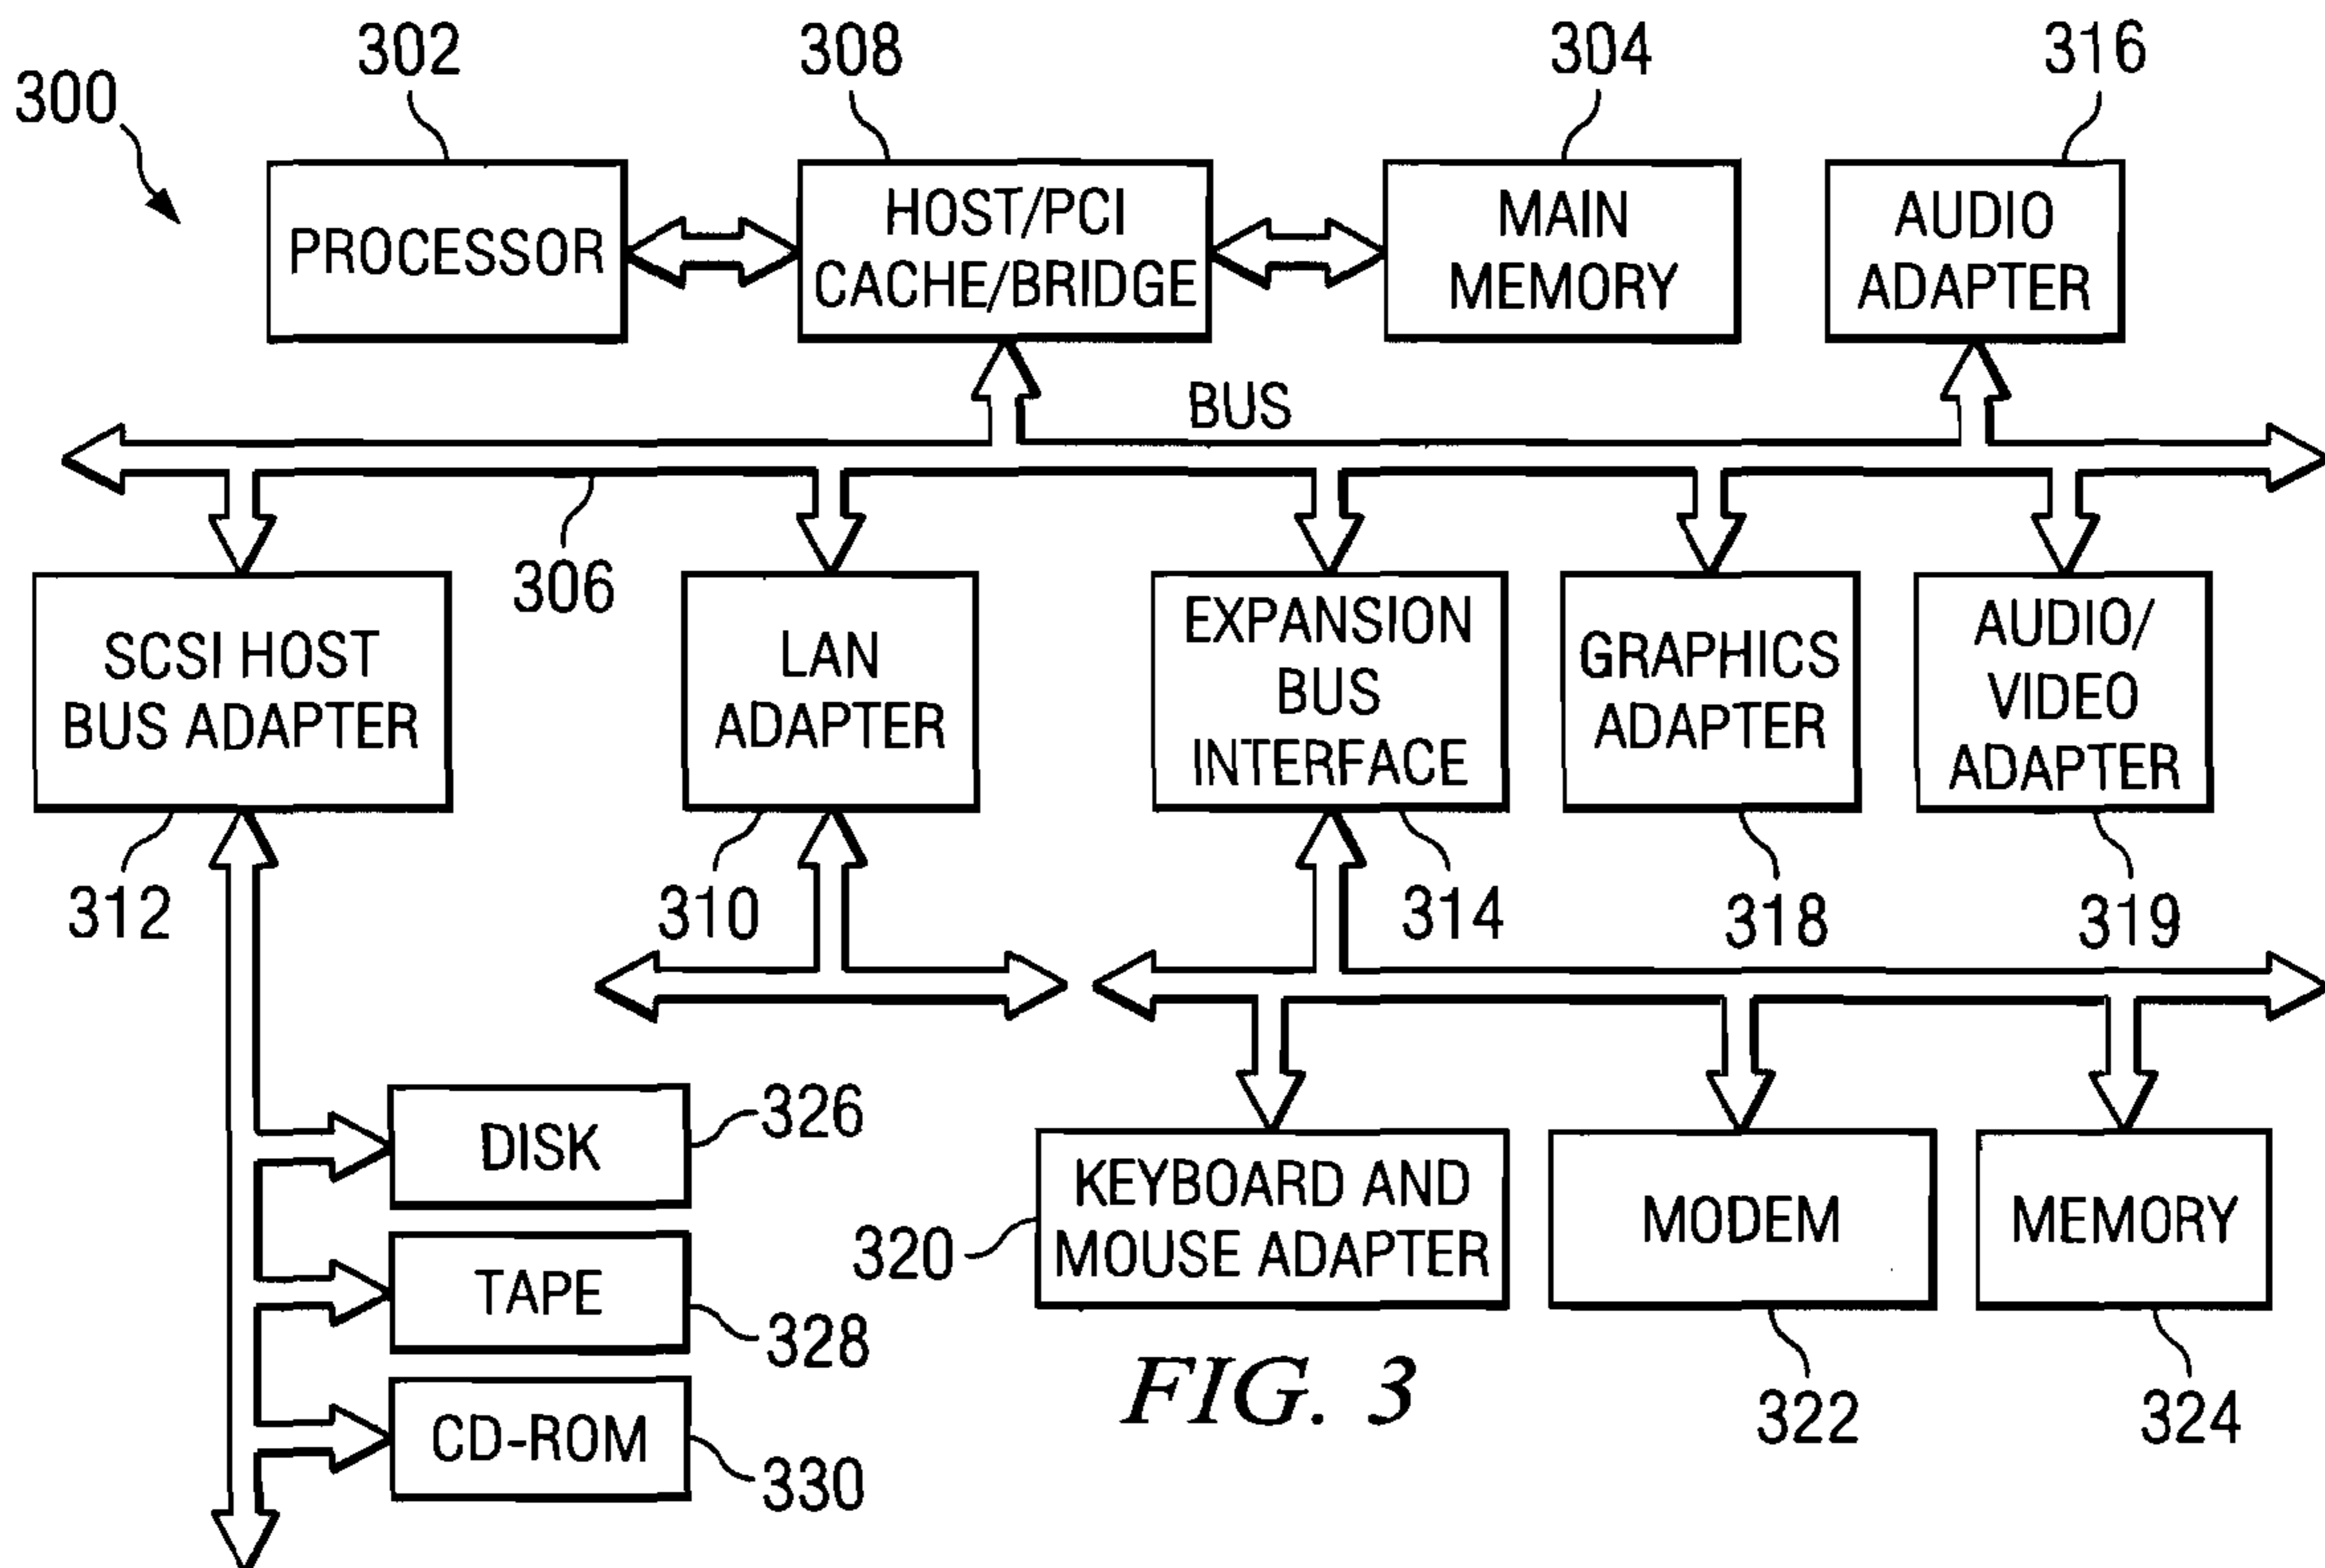 300
302
308
304
316
PROCESSOR
HOST/PCI
CACHE/BRIDGE
MAIN
MEMORY
AUDIO
ADAPTER
BUS
306
SCSI HOST
BUS ADAPTER
LAN
ADAPTER
EXPANSION
BUS
INTERFACE
GRAPHICS
ADAPTER
AUDIO/
VIDEO
ADAPTER
312
310
314
318
319
DISK
326
TAPE
328
CD-ROM
330
320
KEYBOARD AND
MOUSE ADAPTER
MODEM
MEMORY
322
324
FIG. 3